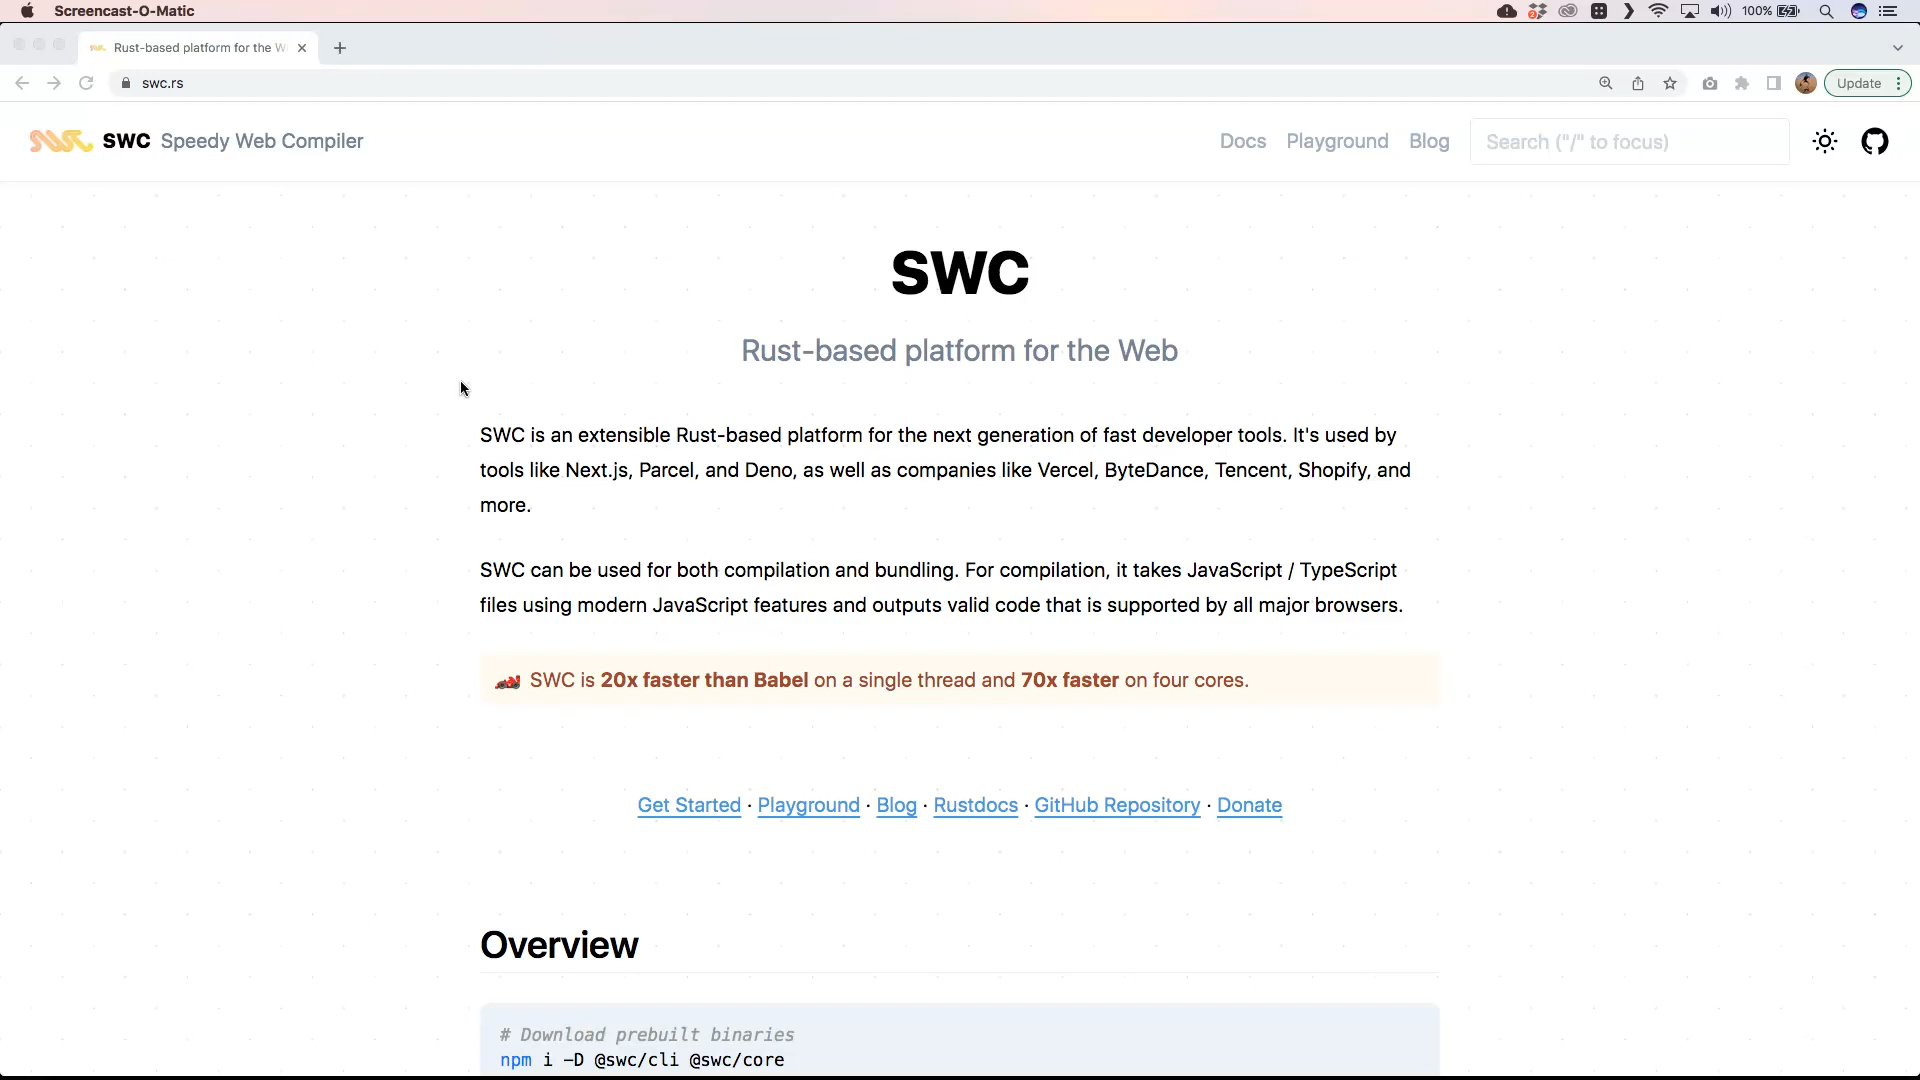 Screencast-O-Matic
2
100%
Rust-based platform for the W
swc.rs
Update
SWC Speedy Web Compiler
Docs
Playground
Blog
Search ("/" to focus)
SWC
Rust-based platform for the Web
SWC is an extensible Rust-based platform for the next generation of fast developer tools. It's used by
tools like Next.js, Parcel, and Deno, as well as companies like Vercel, ByteDance, Tencent, Shopify, and
more.
SWC can be used for both compilation and bundling. For compilation, it takes JavaScript / TypeScript
files using modern JavaScript features and outputs valid code that is supported by all major browsers.
SWC is 20x faster than Babel on a single thread and 70x faster on four cores.
Get Started · Playground · Blog · Rustdocs · GitHub Repository · Donate
Overview
# Download prebuilt binaries
npm i -D @swc/cli @swc/core